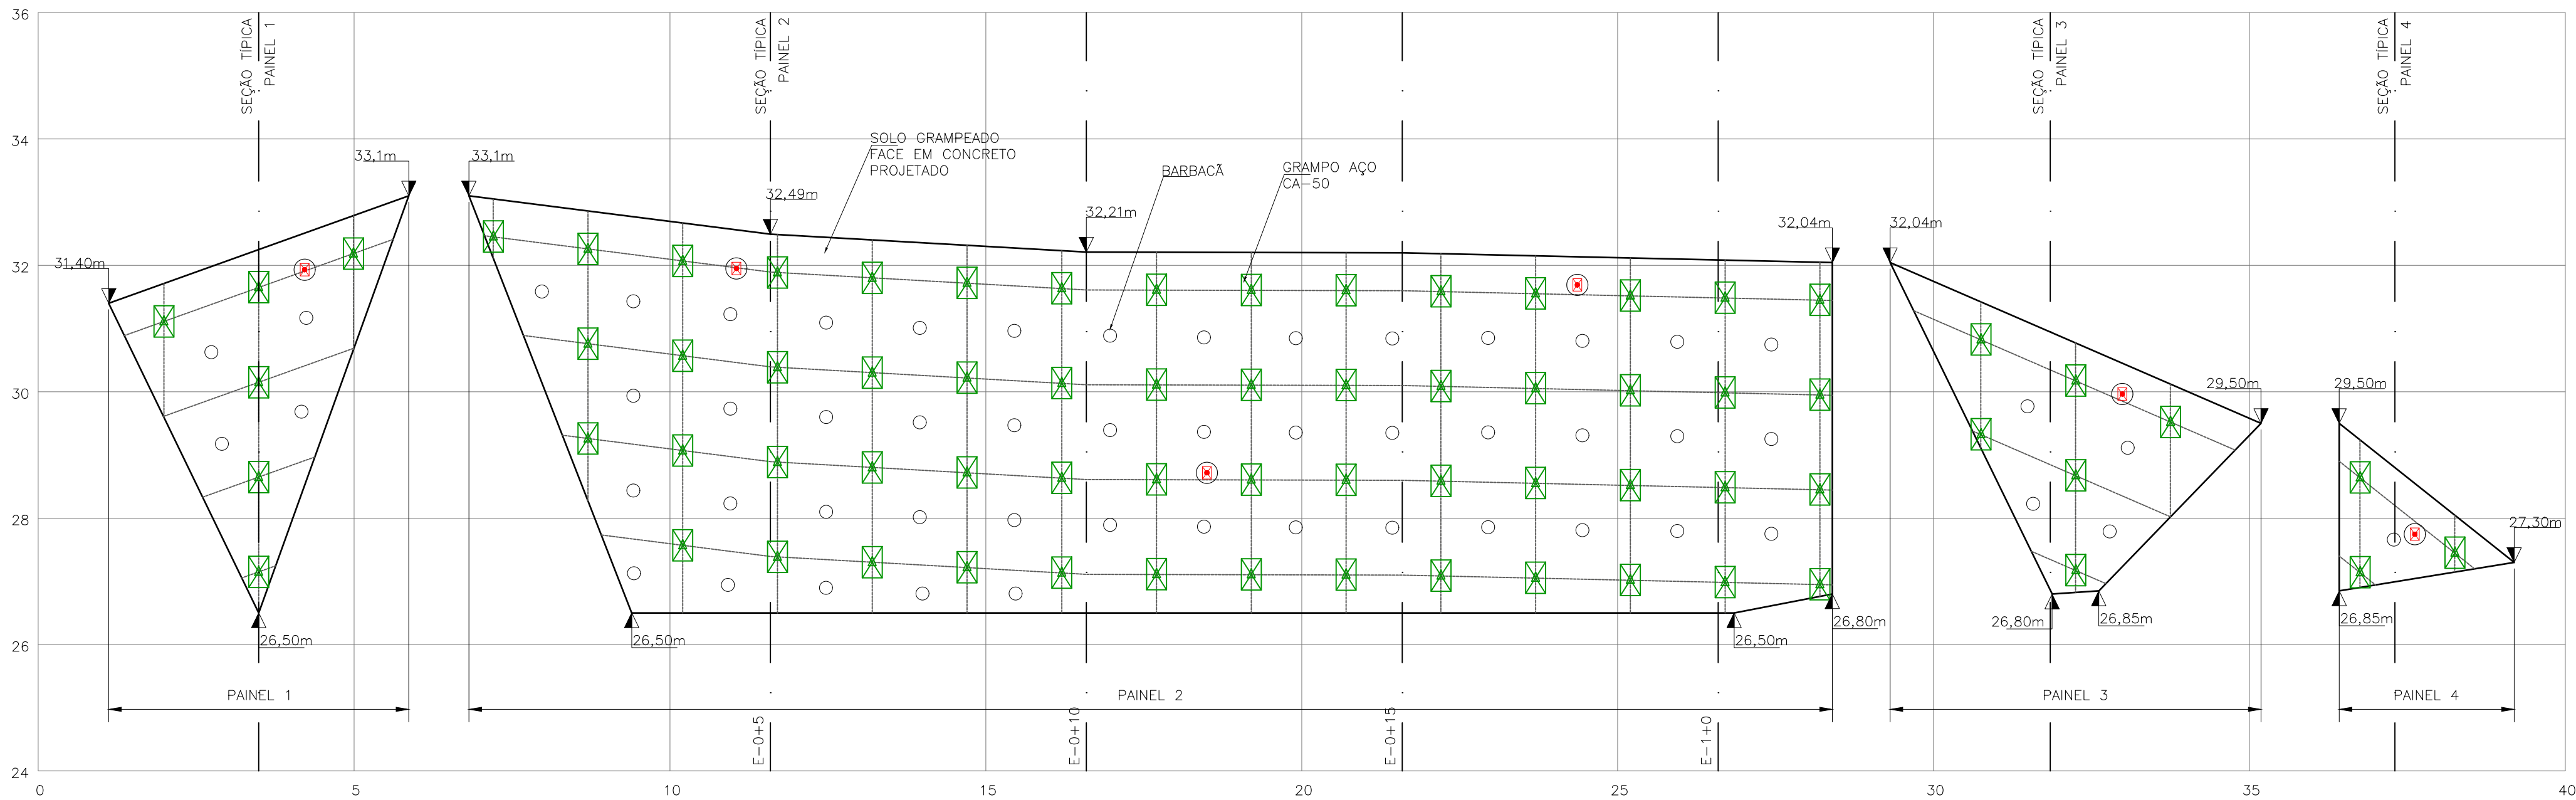 36
34
32
30
28
26
24
0
5
10
15
20
25
30
35
40
SEÇÃO TÍPICA
PAINEL 1
SEÇÃO TÍPICA
PAINEL 2
SEÇÃO TÍPICA
PAINEL 3
SEÇÃO TÍPICA
PAINEL 4
31,40m
33,1m
26,50m
PAINEL 1
33,1m
32,49m
SOLO GRAMPEADO
FACE EM CONCRETO
PROJETADO
BARBACÃ
GRAMPO AÇO
CA-50
32,21m
32,04m
26,50m
26,50m
26,80m
PAINEL 2
E-0+5
E-0+10
E-0+15
E-1+0
32,04m
29,50m
26,80m
26,85m
PAINEL 3
29,50m
27,30m
26,85m
PAINEL 4